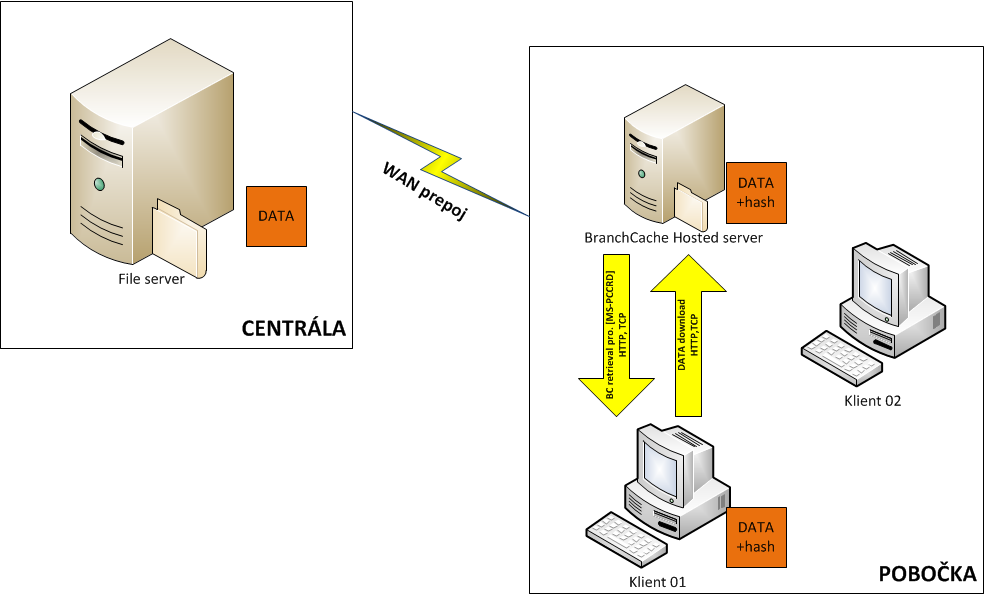 DATA
File server
CENTRÁLA
WAN prepoj
DATA
+hash
BranchCache Hosted server
BC retrieval pro. [MS-PCCRD]
HTTP, TCP
DATA download
HTTP,TCP
Klient 02
DATA
+hash
Klient 01
POBOČKA